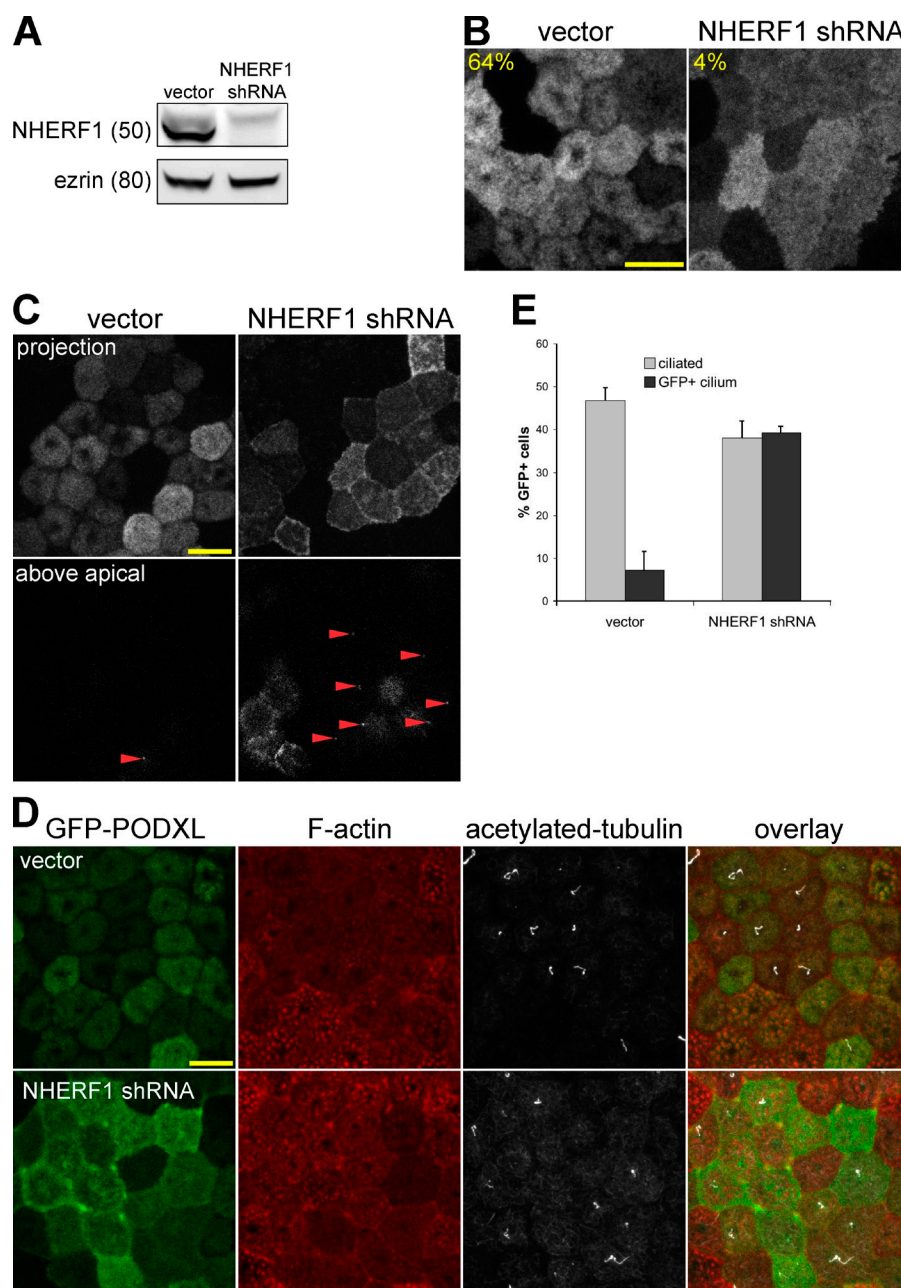 A
vector
NHERF1
shRNA
NHERF1 (50)
ezrin (80)
B
vector
NHERF1 shRNA
64%
4%
C
vector
NHERF1 shRNA
projection
above apical
E
60
50
40
30
20
10
0
% GFP+ cells
ciliated
GFP+ cilium
vector
NHERF1 shRNA
D
GFP-PODXL
F-actin
acetylated-tubulin
overlay
vector
NHERF1 shRNA